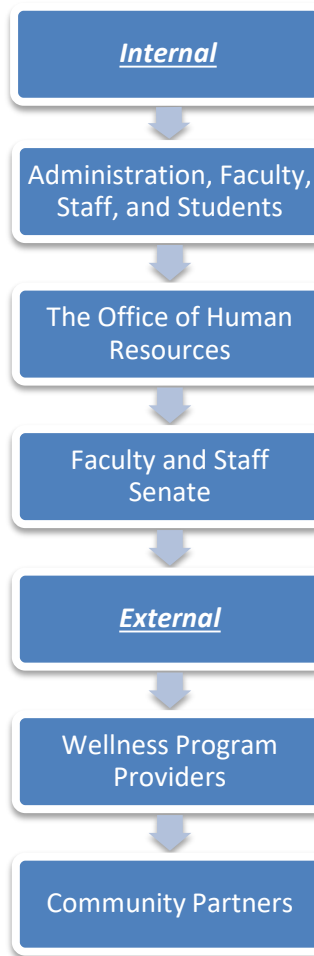 Internal
Administration, Faculty,
Staff, and Students
The Office of Human
Resources
Faculty and Staff
Senate
External
Wellness Program
Providers
Community Partners